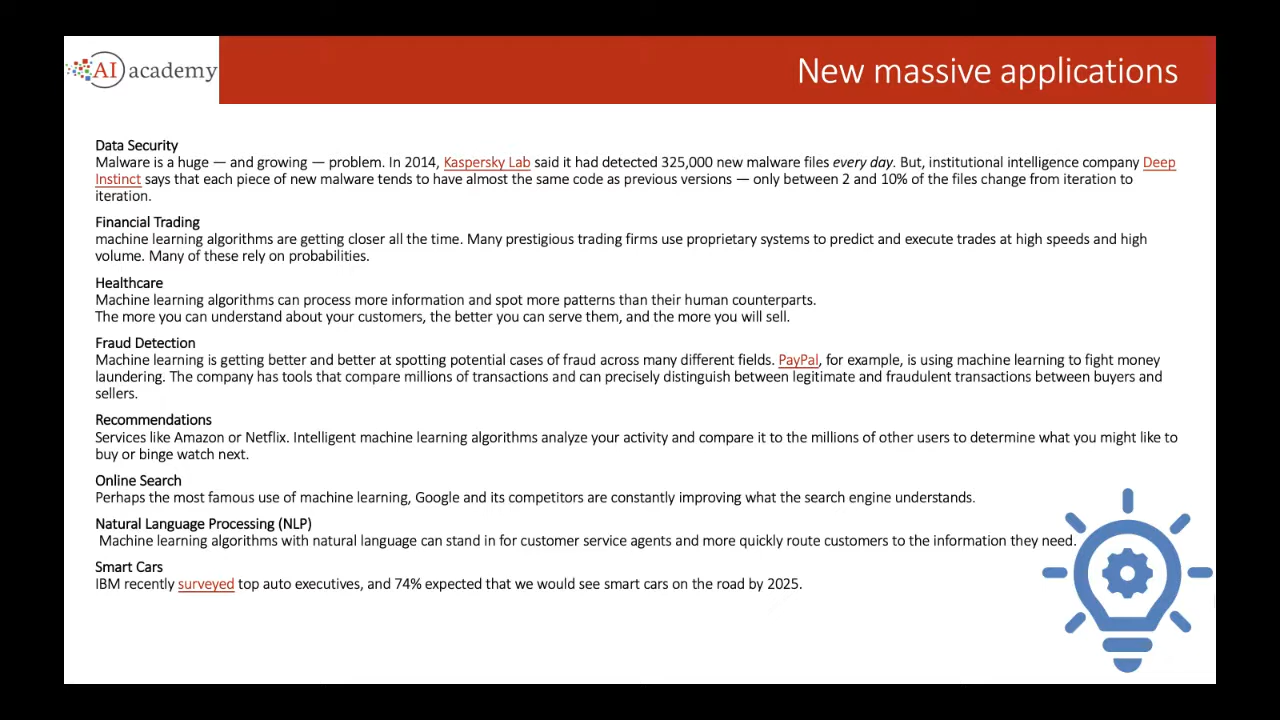 AI academy
New massive applications
Data Security
Malware is a huge — and growing — problem. In 2014, Kaspersky Lab said it had detected 325,000 new malware files every day. But, institutional intelligence company Deep
Instinct says that each piece of new malware tends to have almost the same code as previous versions — only between 2 and 10% of the files change from iteration to
iteration.
Financial Trading
machine learning algorithms are getting closer all the time. Many prestigious trading firms use proprietary systems to predict and execute trades at high speeds and high
volume. Many of these rely on probabilities.
Healthcare
Machine learning algorithms can process more information and spot more patterns than their human counterparts.
The more you can understand about your customers, the better you can serve them, and the more you will sell.
Fraud Detection
Machine learning is getting better and better at spotting potential cases of fraud across many different fields. PayPal, for example, is using machine learning to fight money
laundering. The company has tools that compare millions of transactions and can precisely distinguish between legitimate and fraudulent transactions between buyers and
sellers.
Recommendations
Services like Amazon or Netflix. Intelligent machine learning algorithms analyze your activity and compare it to the millions of other users to determine what you might like to
buy or binge watch next.
Online Search
Perhaps the most famous use of machine learning, Google and its competitors are constantly improving what the search engine understands.
Natural Language Processing (NLP)
Machine learning algorithms with natural language can stand in for customer service agents and more quickly route customers to the information they need.
Smart Cars
IBM recently surveyed top auto executives, and 74% expected that we would see smart cars on the road by 2025.